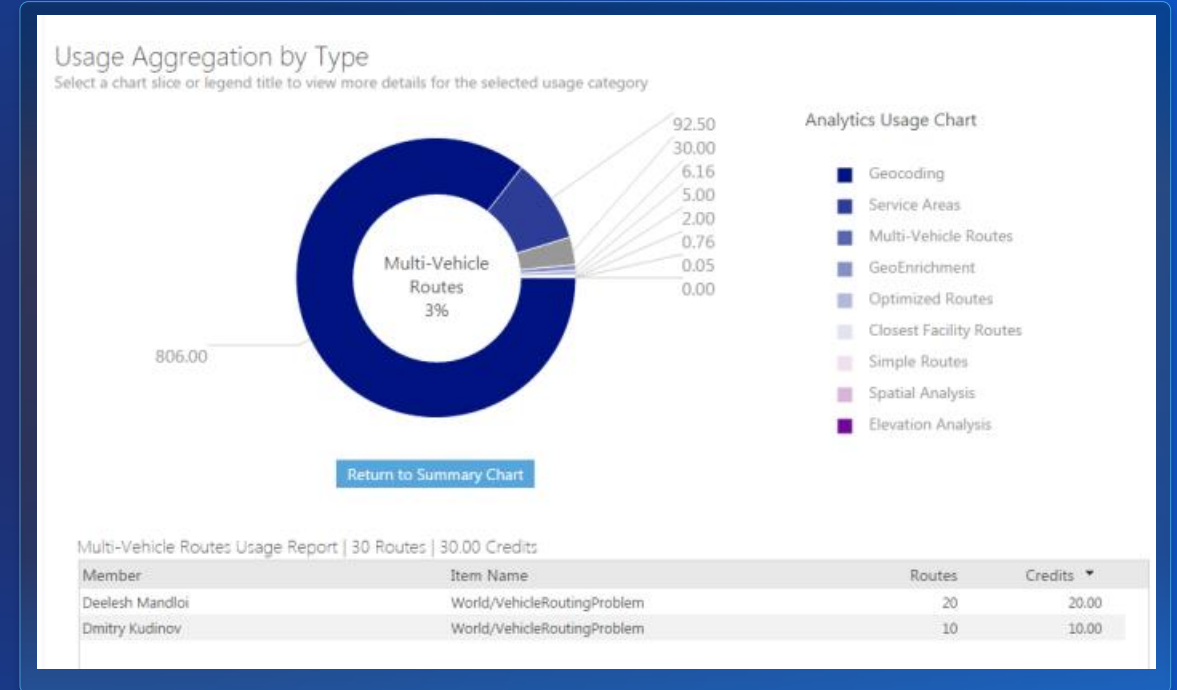 Usage Aggregation by Type
Select a chart slice or legend title to view more details for the selected usage category
92.50
30.00
6.16
5.00
2.00
0.76
0.05
0.00
806.00
Multi-Vehicle
Routes
3%
Analytics Usage Chart
Geocoding
Service Areas
Multi-Vehicle Routes
GeoEnrichment
Optimized Routes
Closest Facility Routes
Simple Routes
Spatial Analysis
Elevation Analysis
Return to Summary Chart
Multi-Vehicle Routes Usage Report | 30 Routes | 30.00 Credits
Member Item Name Routes Credits
Deelesh Mandloi World/VehicleRoutingProblem 20 20.00
Dmitry Kudinov World/VehicleRoutingProblem 10 10.00